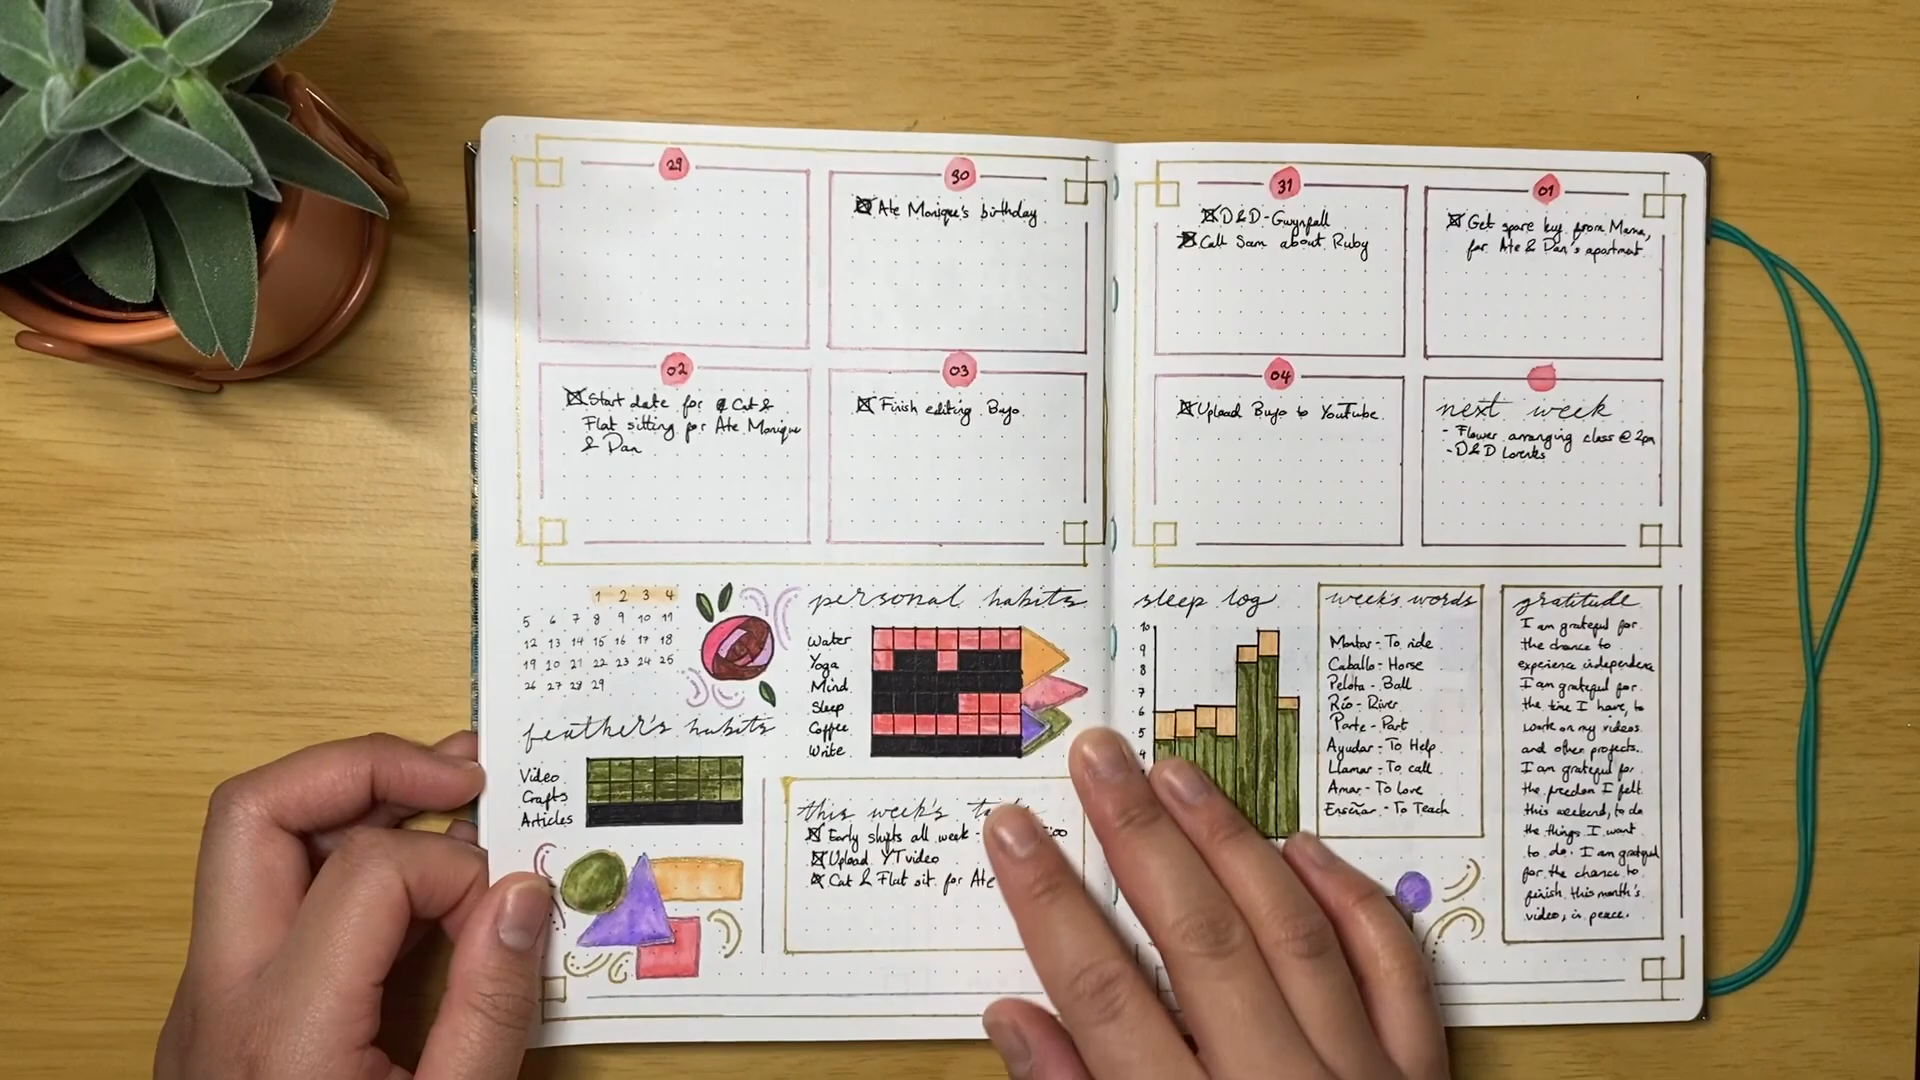 29
30
Ate Monique's birthday
31
D&D - Gwynfall
Call Sam about Ruby
01
Get spare key from Mama,
for Ate & Dan's apartment
02
Start date for Cat &
Flat sitting for Ate Monique
& Dan
03
Finish editing Bujo
04
Upload Bujo to YouTube
next week
- Flower arranging class @ 2pm
- D&D
1 2 3 4
5 6 7 8 9 10 11
12 13 14 15 16 17 18
19 20 21 22 23 24 25
26 27 28 29
feather's habits
Video
Crafts
Articles
personal habits
Water
Yoga
Mind
Sleep
Coffee
Write
this week's
Early shifts all week -
Upload YT video
Cat & Flat sit for Ate
sleep log
10
9
8
7
6
5
4
week's words
Montar - To ride
Caballo - Horse
Pelota - Ball
Río - River
Parte - Part
Ayudar - To Help
Llamar - To call
Amar - To Love
Enseñar - To Teach
gratitude
I am grateful for
the chance to
experience independence
I am grateful for
the time I have, to
work on my videos
and other projects.
I am grateful for
the freedom I felt
this weekend, to do
the things I want
to do. I am grateful
for the chance to
finish this month's
video, in peace.